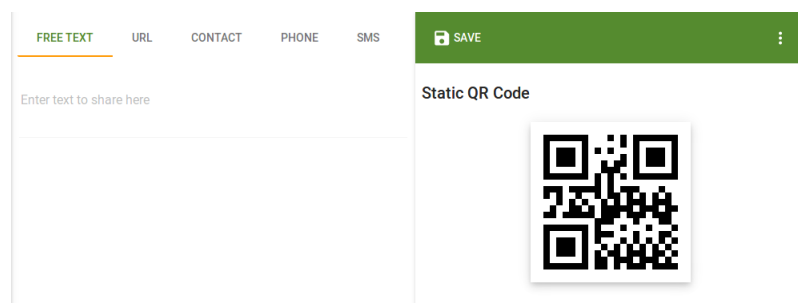 FREE TEXT URL CONTACT PHONE SMS
Enter text to share here
SAVE
Static QR Code